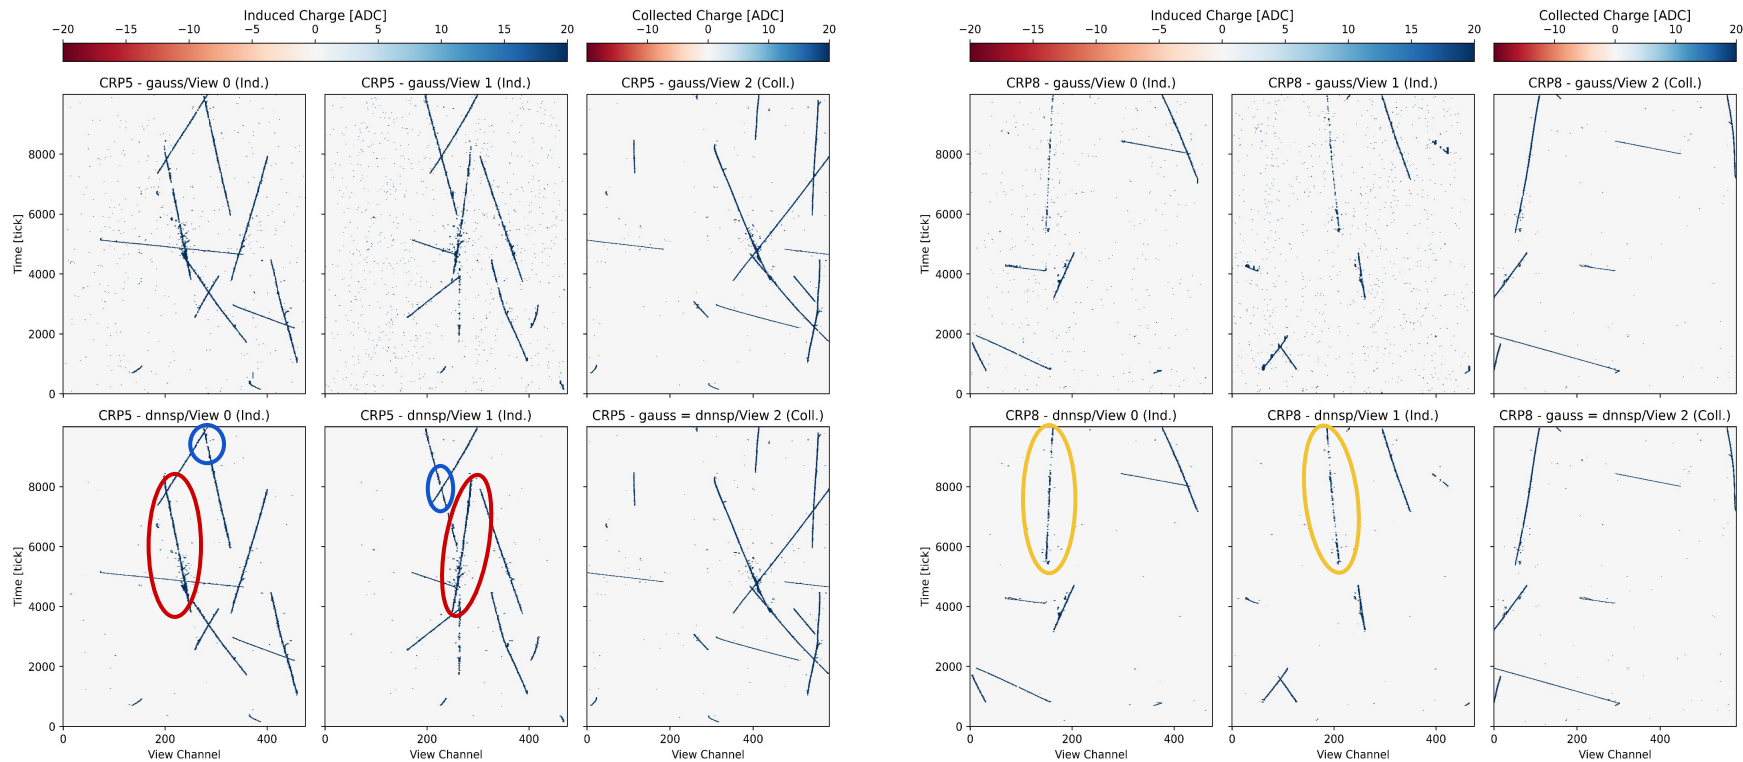 Induced Charge [ADC]
−20 −15 −10 −5 0 5 10 15 20
Collected Charge [ADC]
−10 0 10 20
Induced Charge [ADC]
−20 −15 −10 −5 0 5 10 15 20
Collected Charge [ADC]
−10 0 10 20
CRP5 - gauss/View 0 (Ind.)
CRP5 - gauss/View 1 (Ind.)
CRP5 - gauss/View 2 (Coll.)
CRP8 - gauss/View 0 (Ind.)
CRP8 - gauss/View 1 (Ind.)
CRP8 - gauss/View 2 (Coll.)
Time [tick]
8000
6000
4000
2000
0
Time [tick]
8000
6000
4000
2000
0
CRP5 - dnnsp/View 0 (Ind.)
CRP5 - dnnsp/View 1 (Ind.)
CRP5 - gauss = dnnsp/View 2 (Coll.)
CRP8 - dnnsp/View 0 (Ind.)
CRP8 - dnnsp/View 1 (Ind.)
CRP8 - gauss = dnnsp/View 2 (Coll.)
Time [tick]
8000
6000
4000
2000
0
Time [tick]
8000
6000
4000
2000
0
0 200 400
200 400
0 200 400
0 200 400
0 200 400
0 200 400
View Channel
View Channel
View Channel
View Channel
View Channel
View Channel